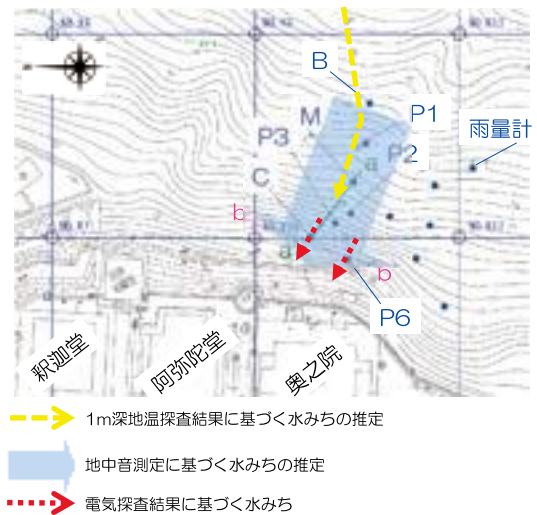 B
P1
M
雨量計
P3
a
P2
C
b
a
b
P6
釈迦堂
阿弥陀堂
奥之院
1m深地温探査結果に基づく水みちの推定
地中音測定に基づく水みちの推定
電気探査結果に基づく水みち